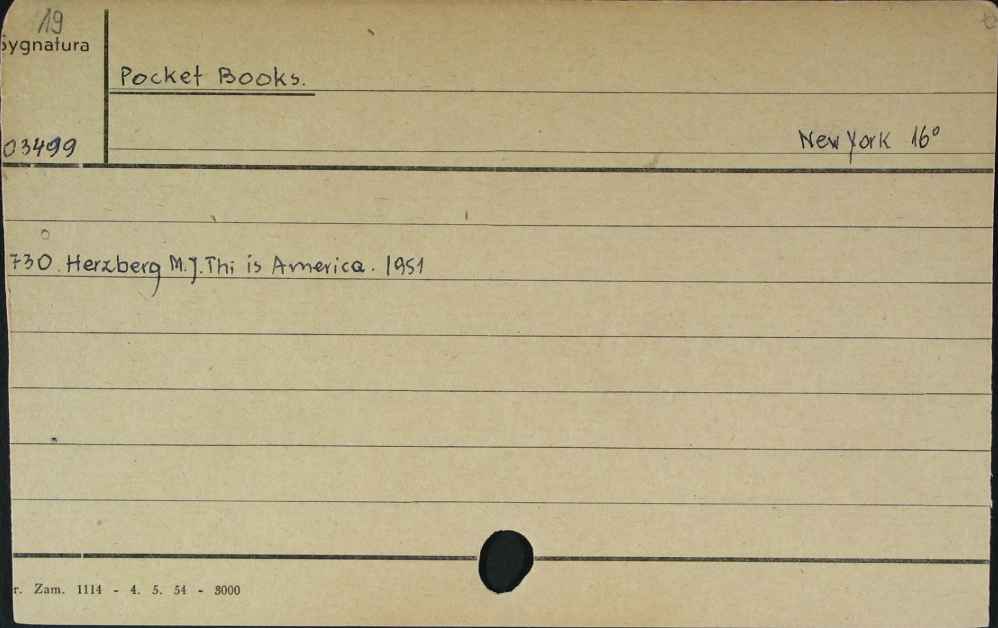 19
Sygnatura
Pocket Books.
03499
New York 16°
730. Herzberg M.J. Thi is America. 1951
r. Zam. 1114 - 4. 5. 54 - 3000